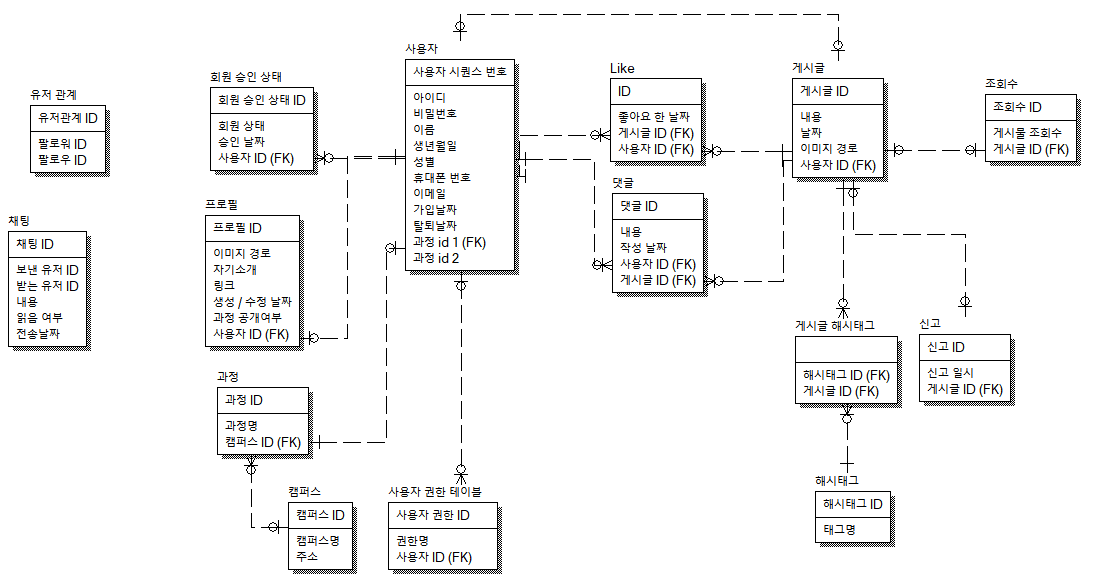 유저 관계
유저관계 ID
팔로워 ID
팔로우 ID
채팅
채팅 ID
보낸 유저 ID
받는 유저 ID
내용
읽음 여부
전송날짜
회원 승인 상태
회원 승인 상태 ID
회원 상태
승인 날짜
사용자 ID (FK)
프로필
프로필 ID
이미지 경로
자기소개
링크
생성 / 수정 날짜
과정 공개여부
사용자 ID (FK)
과정
과정 ID
과정명
캠퍼스 ID (FK)
캠퍼스
캠퍼스 ID
캠퍼스명
주소
사용자
사용자 시퀀스 번호
아이디
비밀번호
이름
생년월일
성별
휴대폰 번호
이메일
가입날짜
탈퇴날짜
과정 id 1 (FK)
과정 id 2
사용자 권한 테이블
사용자 권한 ID
권한명
사용자 ID (FK)
Like
ID
좋아요 한 날짜
게시글 ID (FK)
사용자 ID (FK)
댓글
댓글 ID
내용
작성 날짜
사용자 ID (FK)
게시글 ID (FK)
게시글
게시글 ID
내용
날짜
이미지 경로
사용자 ID (FK)
조회수
조회수 ID
게시물 조회수
게시글 ID (FK)
게시글 해시태그
해시태그 ID (FK)
게시글 ID (FK)
신고
신고 ID
신고 일시
게시글 ID (FK)
해시태그
해시태그 ID
태그명